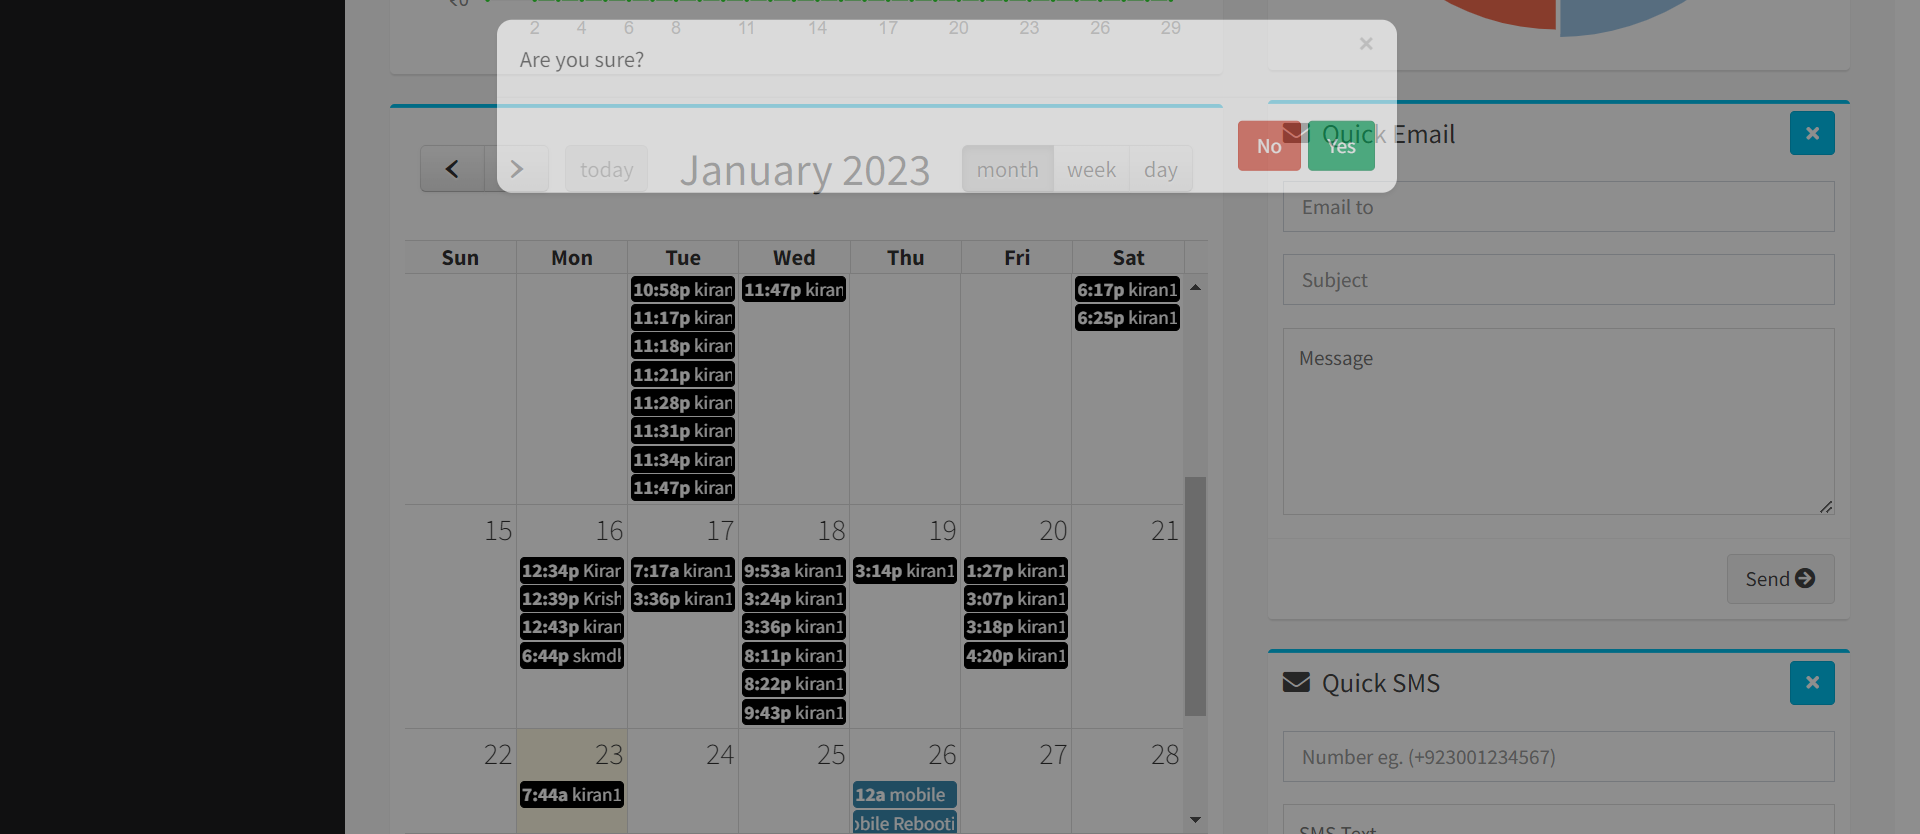 ₹0
2 4 6 8 11 14 17 20 23 26 29
Are you sure?
×
No Yes
today January 2023 month week day
Sun Mon Tue Wed Thu Fri Sat
10:58p kiran 11:47p kiran 6:17p kiran1
11:17p kiran 6:25p kiran1
11:18p kiran
11:21p kiran
11:28p kiran
11:31p kiran
11:34p kiran
11:47p kiran
15 16 17 18 19 20 21
12:34p Kiran 7:17a kiran1 9:53a kiran1 3:14p kiran1 1:27p kiran1
12:39p Krish 3:36p kiran1 3:24p kiran1 3:07p kiran1
12:43p kiran 3:36p kiran1 3:18p kiran1
6:44p skmd 8:11p kiran1 4:20p kiran1
8:22p kiran1
9:43p kiran1
22 23 24 25 26 27 28
7:44a kiran1 12a mobile
obile Rebooti
Quick Email
Email to
Subject
Message
Send
Quick SMS
Number eg. (+923001234567)
SMS Text